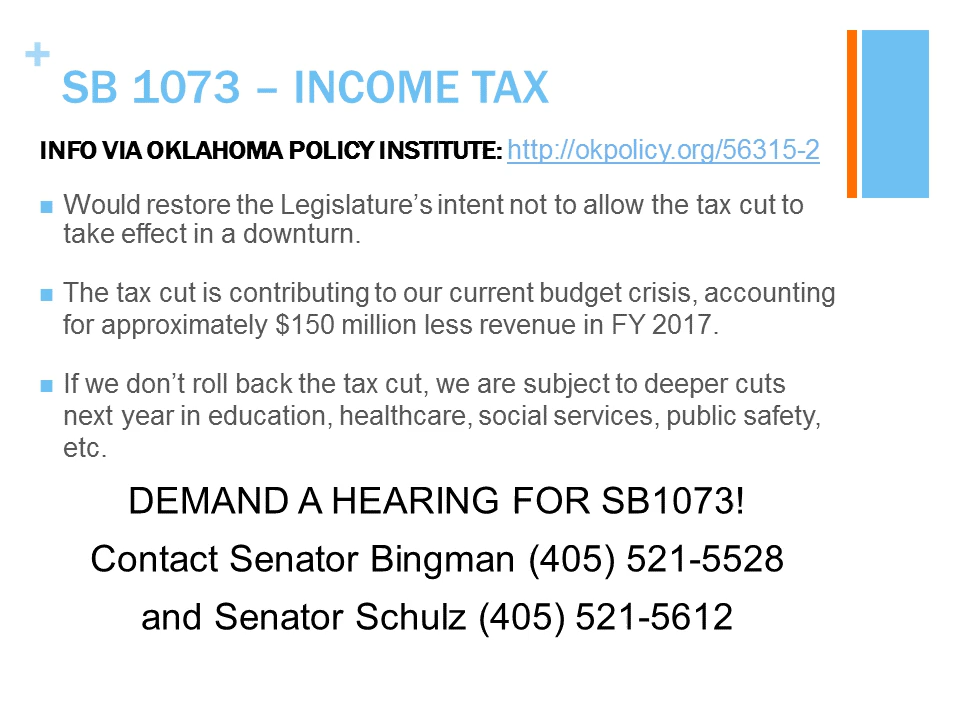 +
SB 1073 – INCOME TAX
INFO VIA OKLAHOMA POLICY INSTITUTE: http://okpolicy.org/56315-2
■ Would restore the Legislature’s intent not to allow the tax cut to
take effect in a downturn.
■ The tax cut is contributing to our current budget crisis, accounting
for approximately $150 million less revenue in FY 2017.
■ If we don’t roll back the tax cut, we are subject to deeper cuts
next year in education, healthcare, social services, public safety,
etc.
DEMAND A HEARING FOR SB1073!
Contact Senator Bingman (405) 521-5528
and Senator Schulz (405) 521-5612